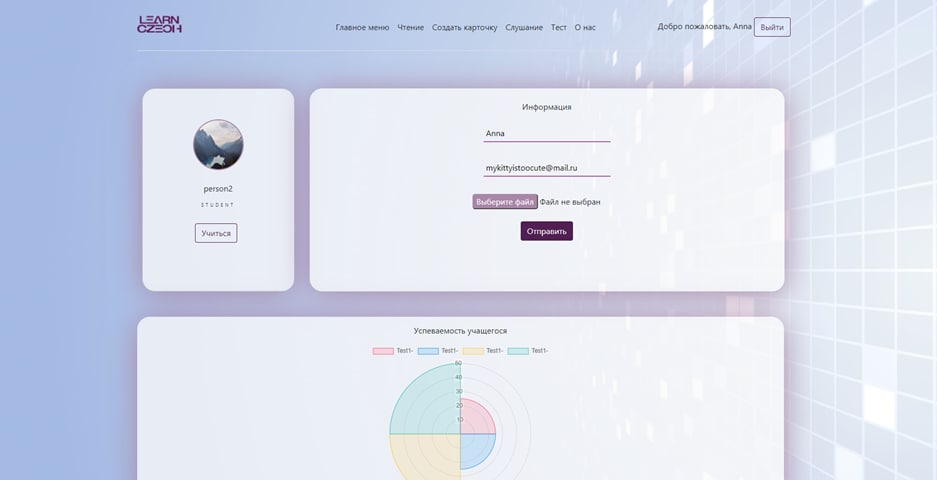 LEARN
CZECH
Главное меню Чтение Создать карточку Слушание Тест О нас
Добро пожаловать, Anna Выйти
person2
STUDENT
Учиться
Информация
Anna
mykittyistoocute@mail.ru
Выберите файл Файл не выбран
Отправить
Успеваемость учащегося
Test1- Test1- Test1- Test1-
50
40
30
20
10